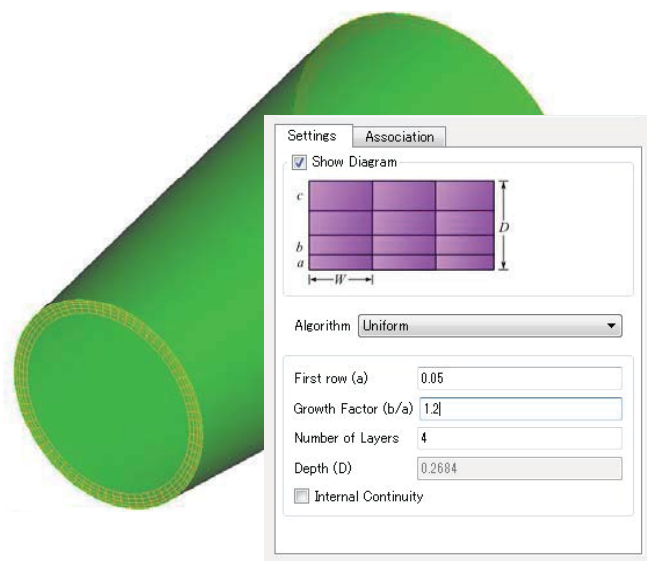 Settings Association
Show Diagram
c
D
b
a
W
Algorithm Uniform
First row (a) 0.05
Growth Factor (b/a) 1.2
Number of Layers 4
Depth (D) 0.2684
Internal Continuity